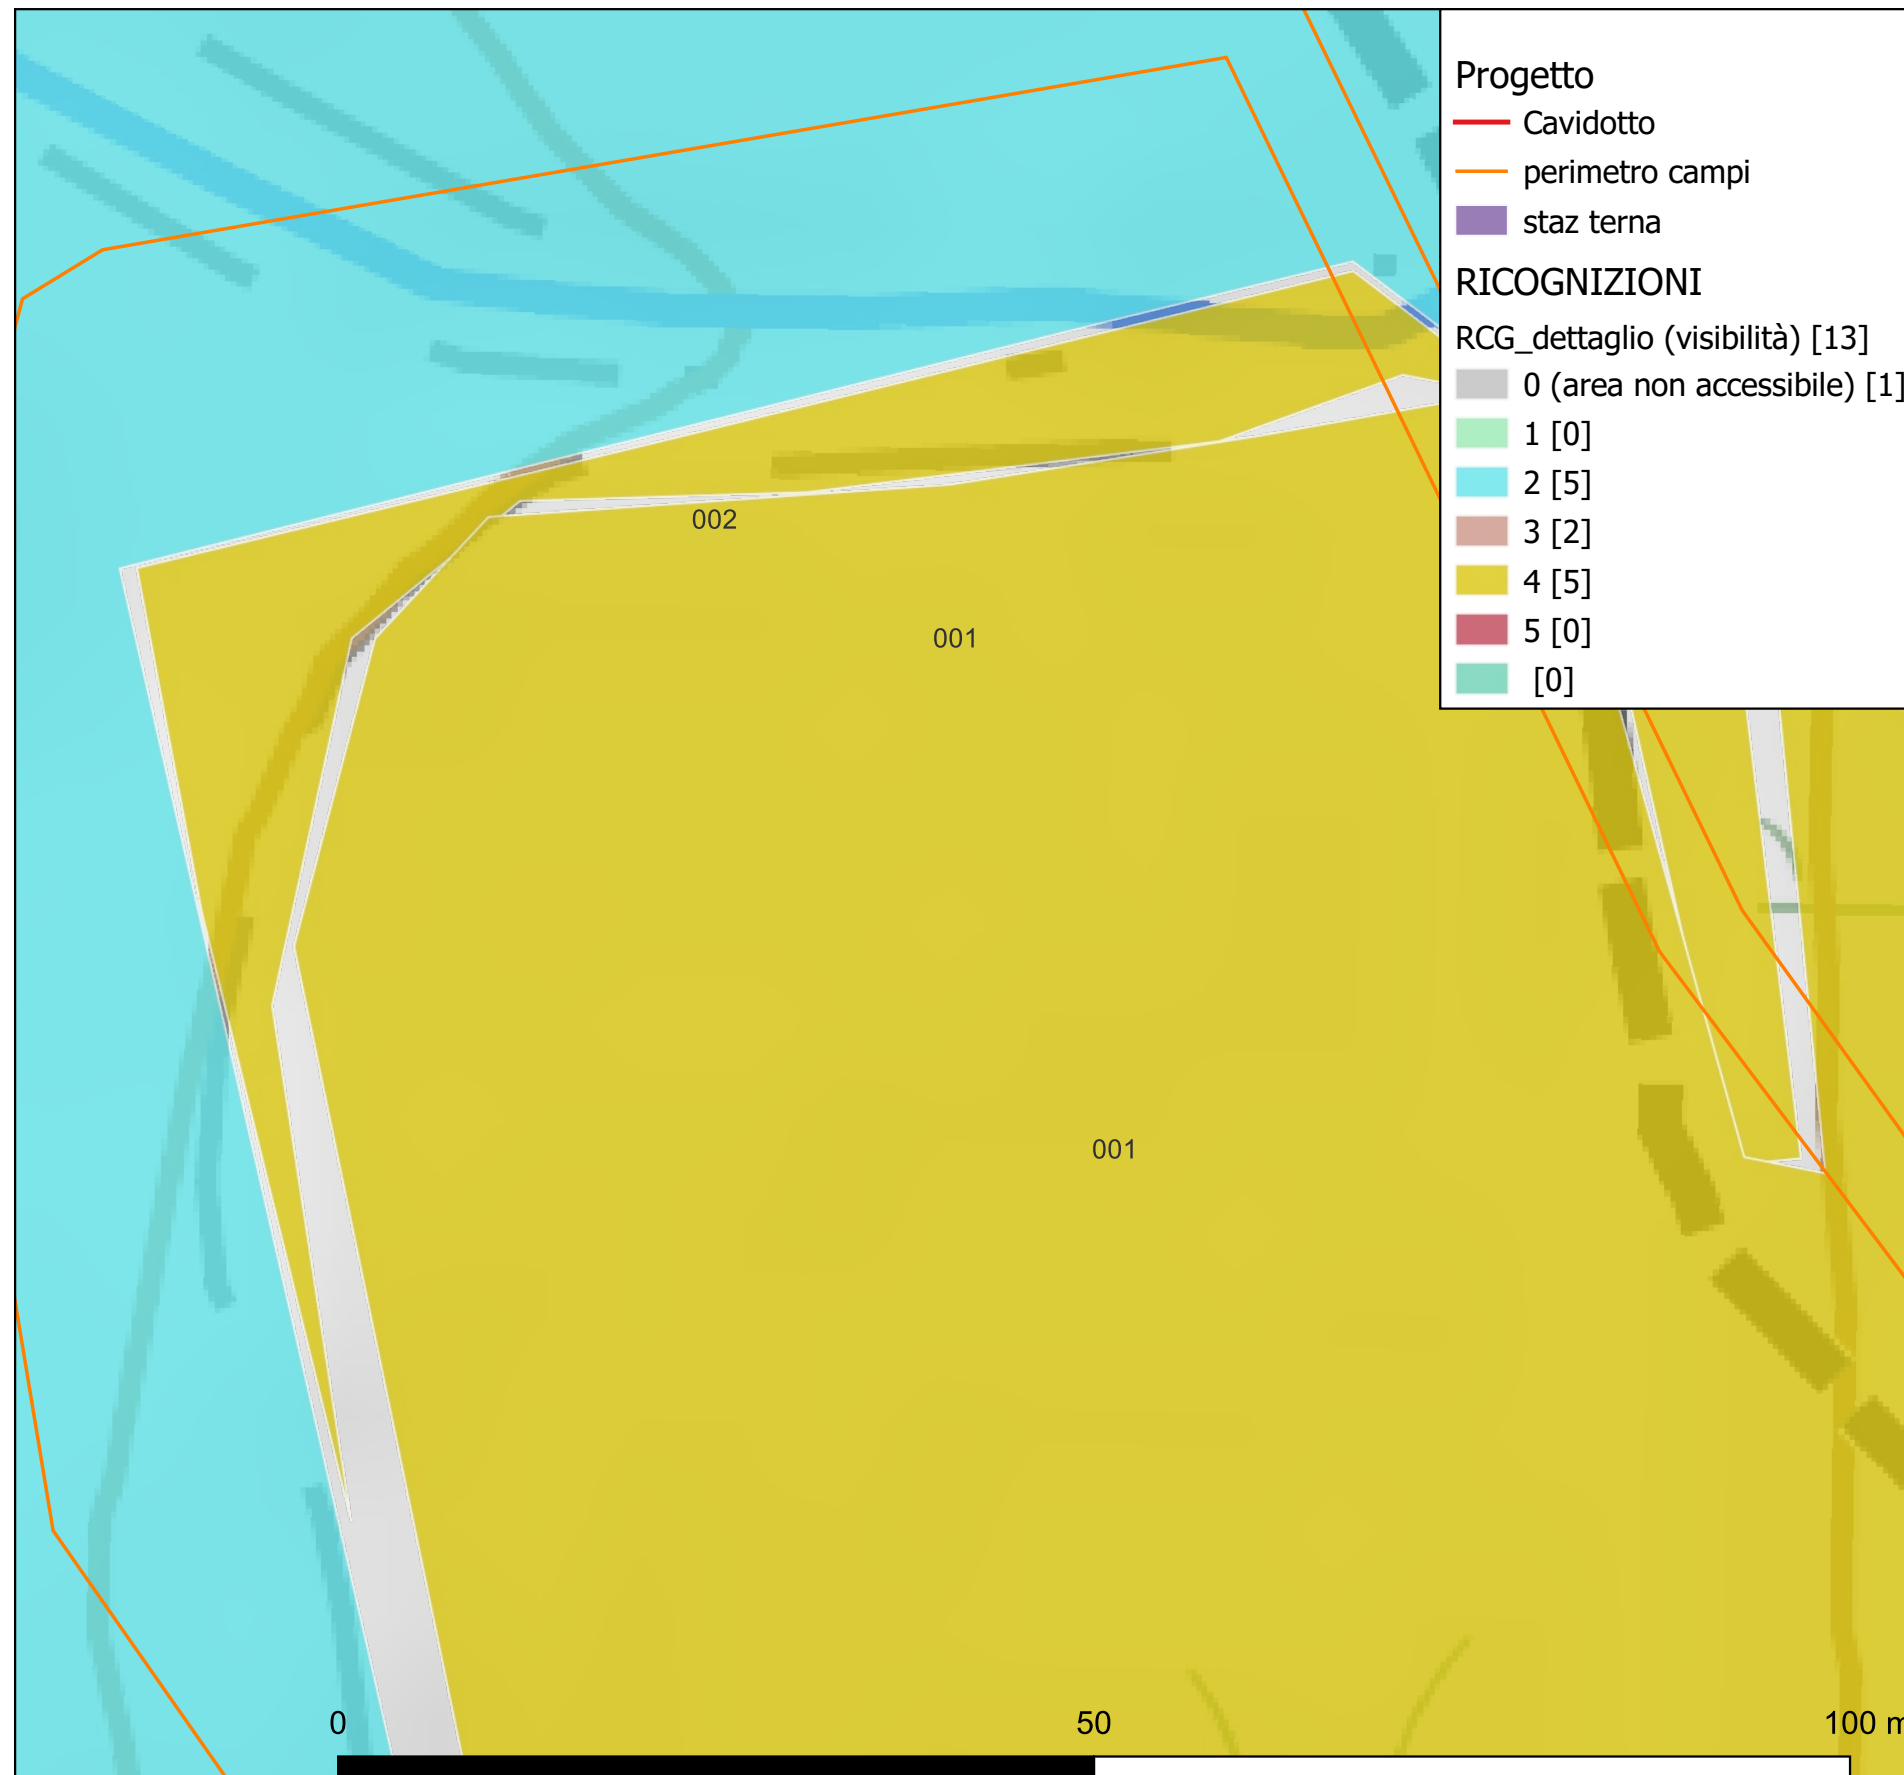 Progetto
Cavidotto
perimetro campi
staz terna
RICOGNIZIONI
RCG_dettaglio (visibilità) [13]
0 (area non accessibile) [1]
1 [0]
2 [5]
3 [2]
4 [5]
5 [0]
[0]
002
001
001
0 50 100 m